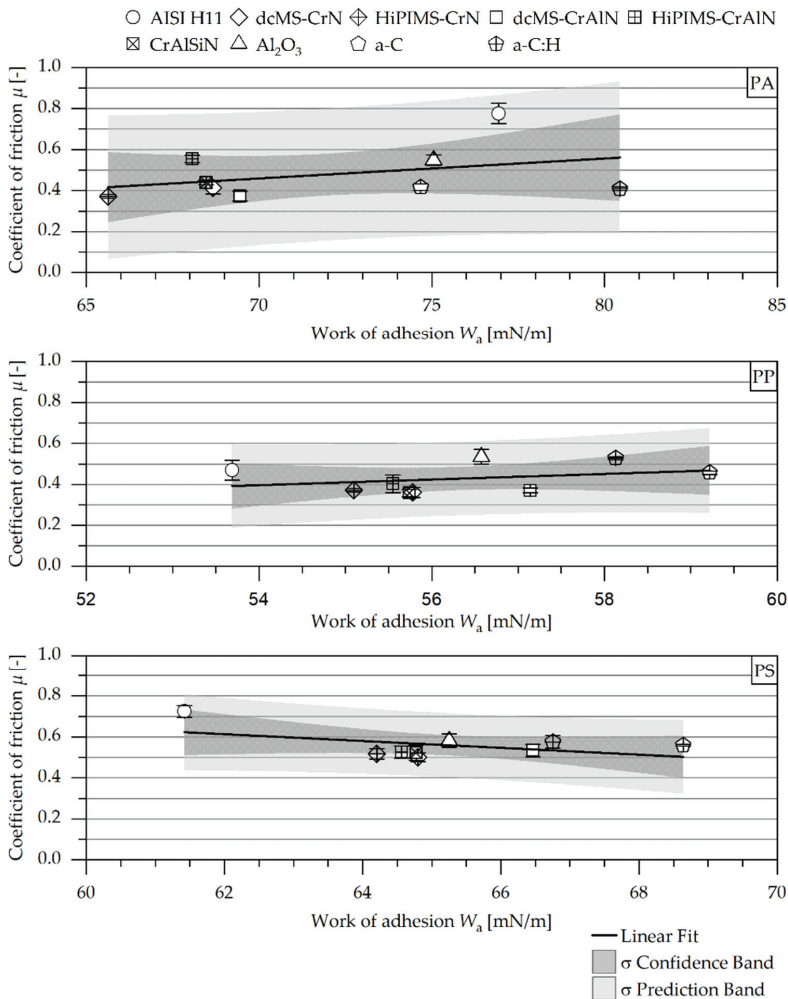 AISI H11 dcMS-CrN HiPIMS-CrN dcMS-CrAlN HiPIMS-CrAlN
CrAlSiN Al₂O₃ a-C a-C:H
PA
Coefficient of friction μ [-]
1.0
0.8
0.6
0.4
0.2
0.0
65 70 75 80 85
Work of adhesion Wₐ [mN/m]
PP
Coefficient of friction μ [-]
1.0
0.8
0.6
0.4
0.2
0.0
52 54 56 58 60
Work of adhesion Wₐ [mN/m]
PS
Coefficient of friction μ [-]
1.0
0.8
0.6
0.4
0.2
0.0
60 62 64 66 68 70
Work of adhesion Wₐ [mN/m]
Linear Fit
σ Confidence Band
σ Prediction Band